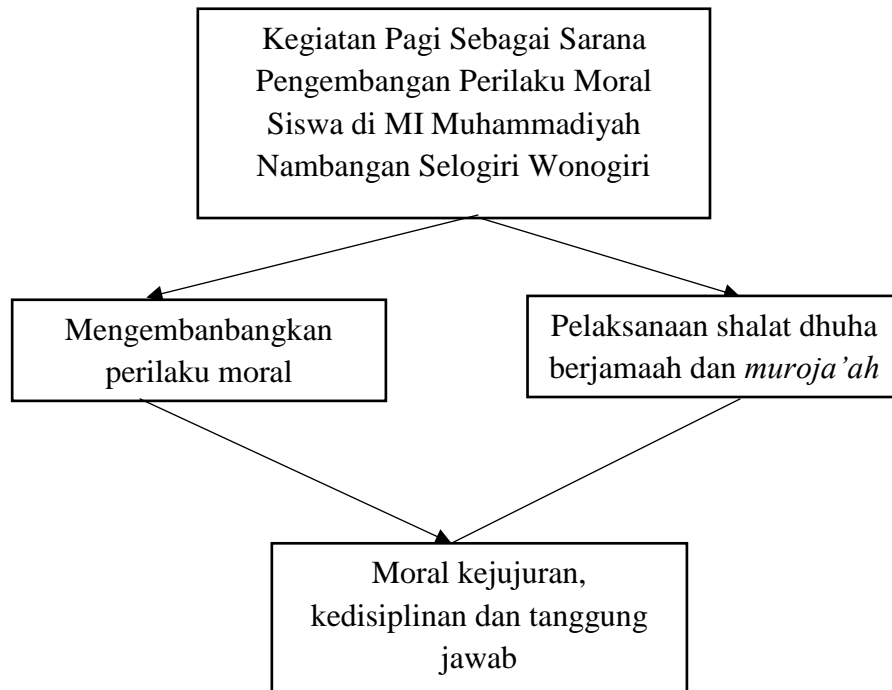 Kegiatan Pagi Sebagai Sarana
Pengembangan Perilaku Moral
Siswa di MI Muhammadiyah
Nambangan Selogiri Wonogiri
Mengembanbangkan
perilaku moral
Pelaksanaan shalat dhuha
berjamaah dan muroja’ah
Moral kejujuran,
kedisiplinan dan tanggung
jawab